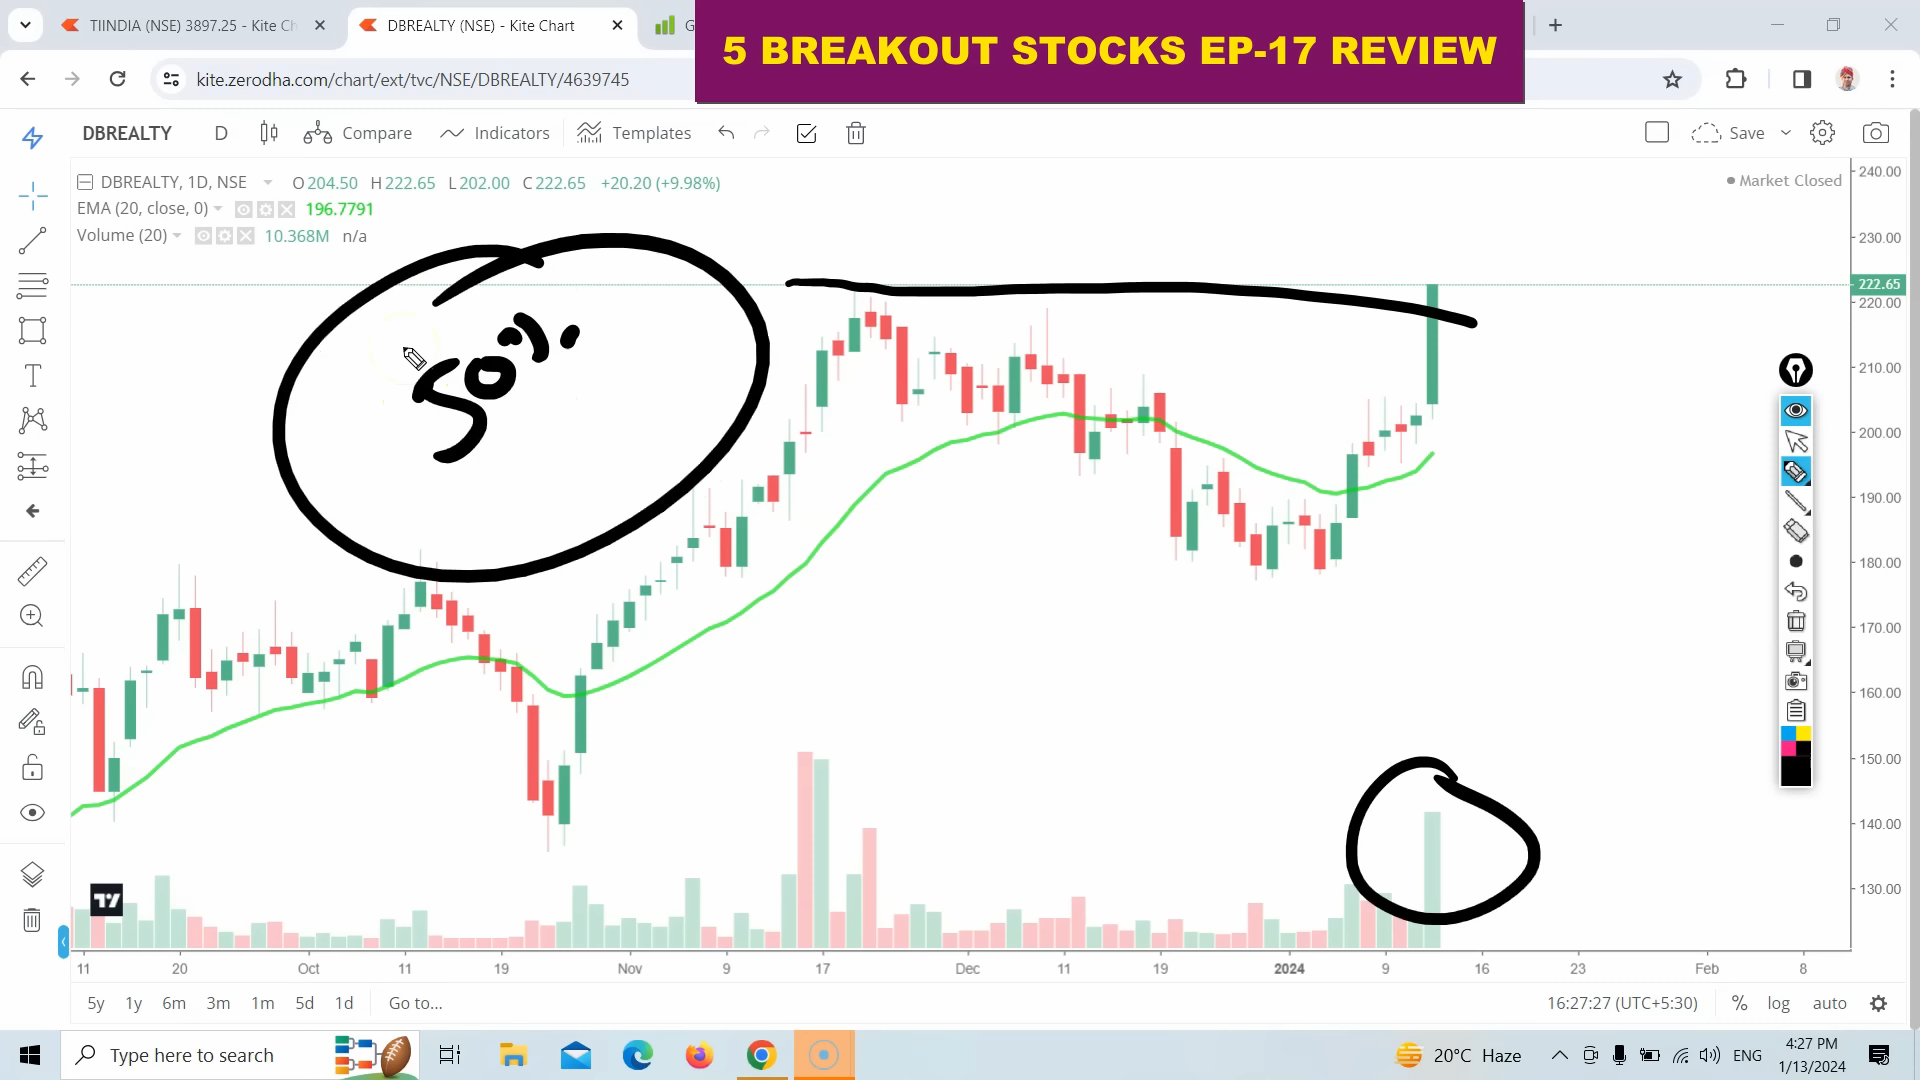 TIINDIA (NSE) 3897.25 - Kite Ch
DBREALTY (NSE) - Kite Chart
G
5 BREAKOUT STOCKS EP-17 REVIEW
kite.zerodha.com/chart/ext/tvc/NSE/DBREALTY/4639745
DBREALTY D Compare Indicators Templates Save
DBREALTY, 1D, NSE O204.50 H222.65 L202.00 C222.65 +20.20 (+9.98%)
Market Closed
EMA (20, close, 0) 196.7791
Volume (20) 10.368M n/a
240.00
230.00
222.65
220.00
210.00
200.00
190.00
180.00
170.00
160.00
150.00
140.00
130.00
50%
11 20 Oct 11 19 Nov 9 17 Dec 11 19 2024 9 16 23 Feb 8
5y 1y 6m 3m 1m 5d 1d Go to... 16:27:27 (UTC+5:30) % log auto
Type here to search
20°C Haze
ENG
4:27 PM
1/13/2024